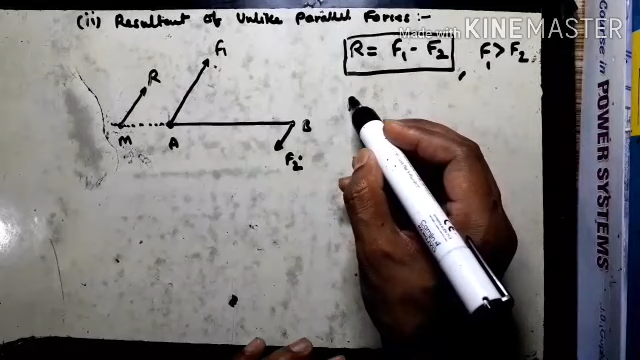 Made with KINEMASTER
(ii) Resultant of Unlike Parallel Forces :-
R = F₁ - F₂ , F₁ > F₂
F₁
R
M A B
F₂
POWER SYSTEMS